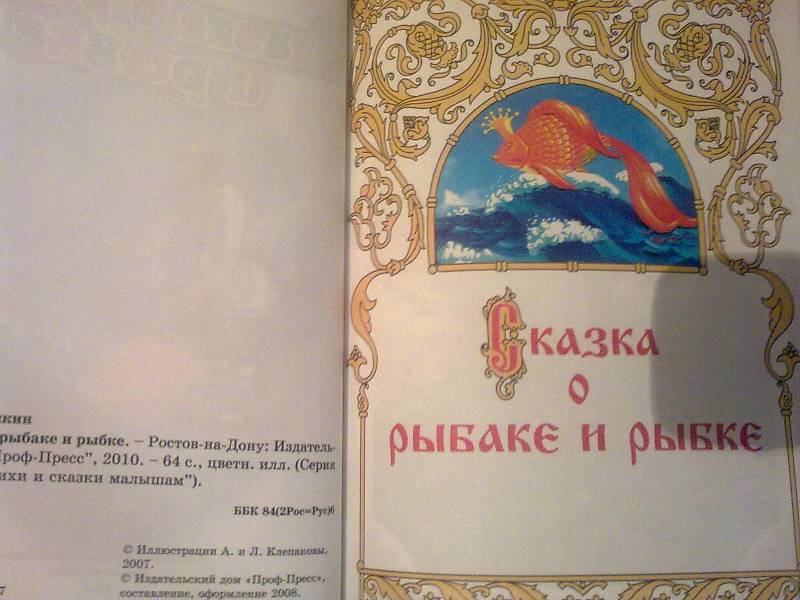 кин
рыбаке и рыбке. – Ростов-на-Дону: Издатель-
Проф-Пресс", 2010. – 64 с., цветн. илл. (Серия
ихи и сказки малышам").
ББК 84(2Рос=Рус)6
© Иллюстрации А. и Л. Клепаковы,
2007.
© Издательский дом «Проф-Пресс»,
составление, оформление 2008.
7
Сказка
о
рыбаке и рыбке